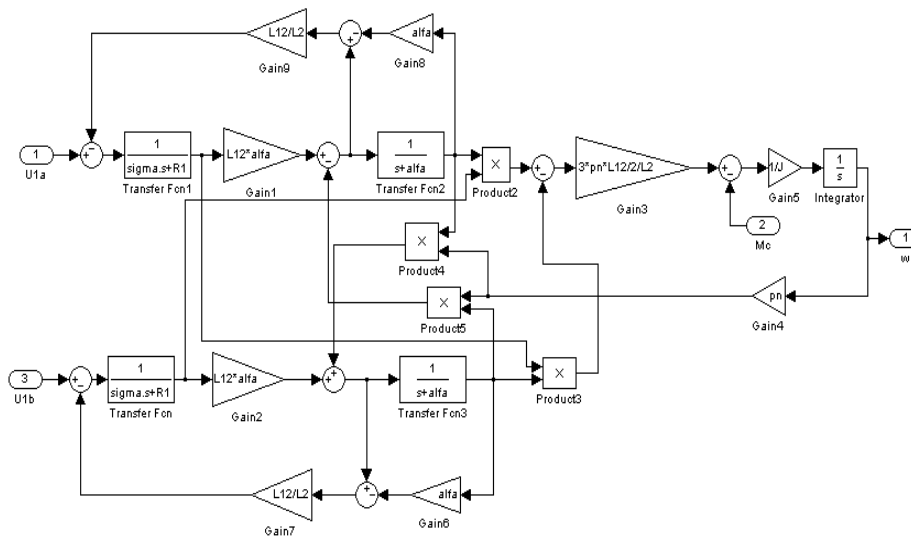 L12/L2
Gain9
alfa
Gain8
1
U1a
1
sigma.s+R1
Transfer Fcn1
L12*alfa
Gain1
1
s+alfa
Transfer Fcn2
×
Product2
3*pn*L12/2/L2
Gain3
2
Mc
1/J
Gain5
1
s
Integrator
1
w
×
Product4
×
Product5
pn
Gain4
3
U1b
1
sigma.s+R1
Transfer Fcn
L12*alfa
Gain2
1
s+alfa
Transfer Fcn3
×
Product3
L12/L2
Gain7
alfa
Gain6